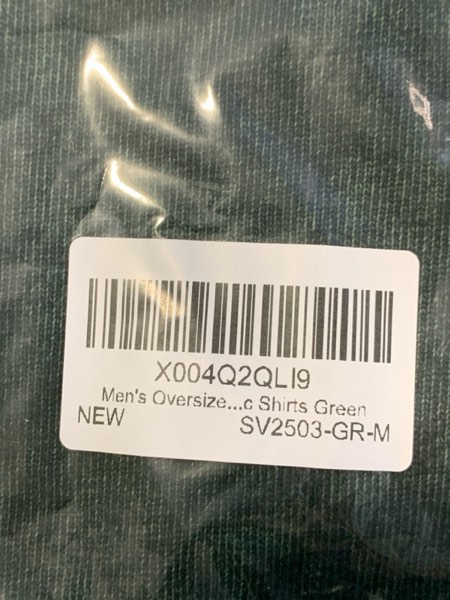 X004Q2QLI9
Men's Oversize...c Shirts Green
NEW
SV2503-GR-M